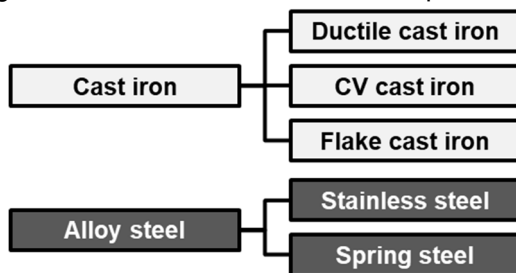 Ductile cast iron
Cast iron
CV cast iron
Flake cast iron
Stainless steel
Alloy steel
Spring steel